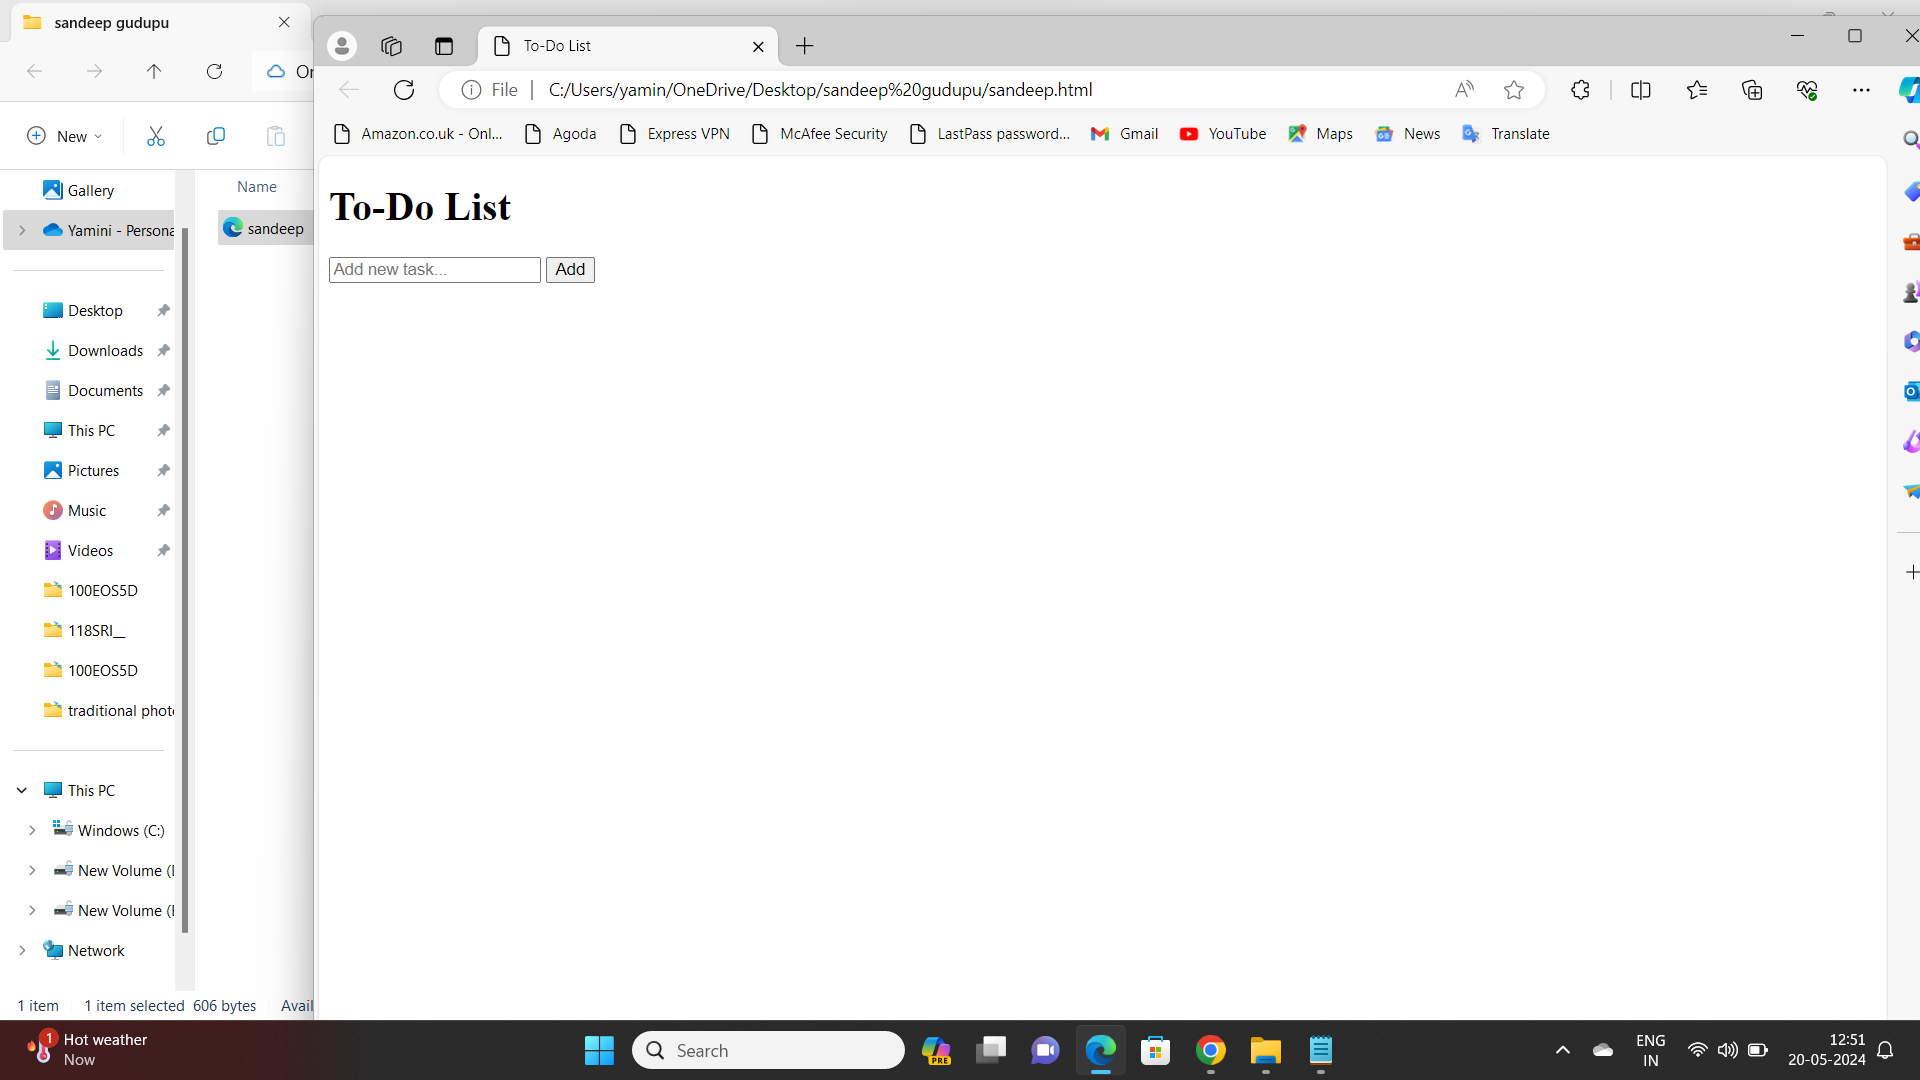 sandeep gudupu
To-Do List
File
C:/Users/yamin/OneDrive/Desktop/sandeep%20gudupu/sandeep.html
New
Amazon.co.uk - Onl...
Agoda
Express VPN
McAfee Security
LastPass password...
Gmail
YouTube
Maps
News
Translate
Gallery
Yamini - Persona
Name
sandeep
To-Do List
Add new task...
Add
Desktop
Downloads
Documents
This PC
Pictures
Music
Videos
100EOS5D
118SRI__
100EOS5D
traditional phot
This PC
Windows (C:)
New Volume (
New Volume (
Network
1 item
1 item selected
606 bytes
Avail
1
Hot weather
Now
Search
PRE
ENG
IN
12:51
20-05-2024